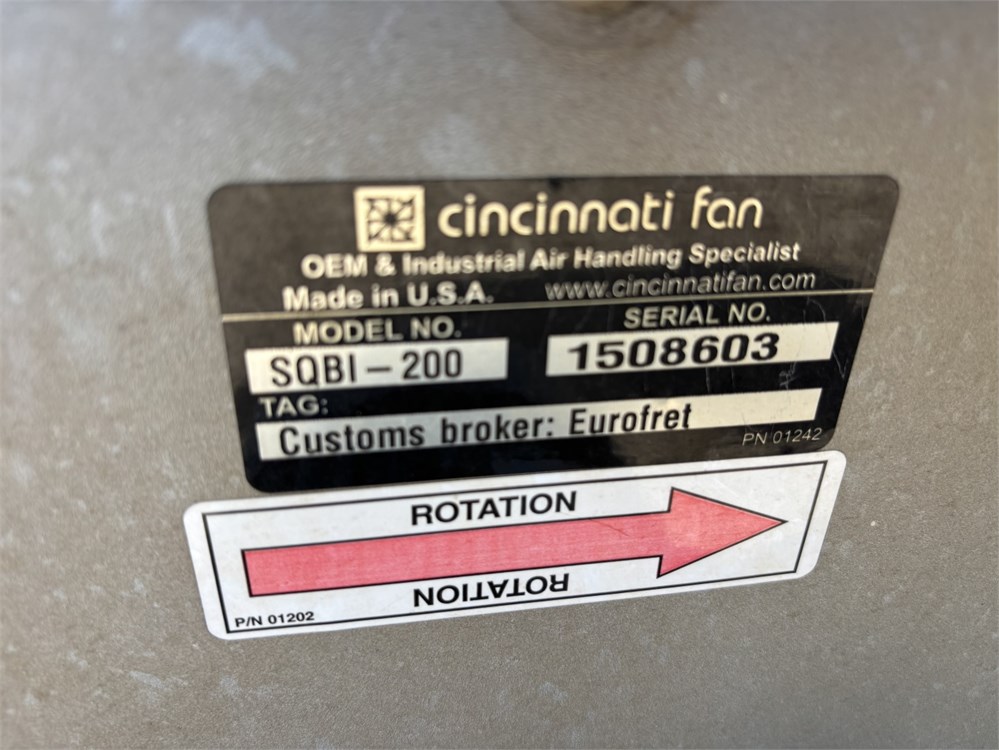 cincinnati fan
OEM & Industrial Air Handling Specialist
Made in U.S.A. www.cincinnatifan.com
MODEL NO. SERIAL NO.
SQBI-200 1508603
TAG:
Customs broker: Eurofret
PN 01242
ROTATION
ROTATION
P/N 01202